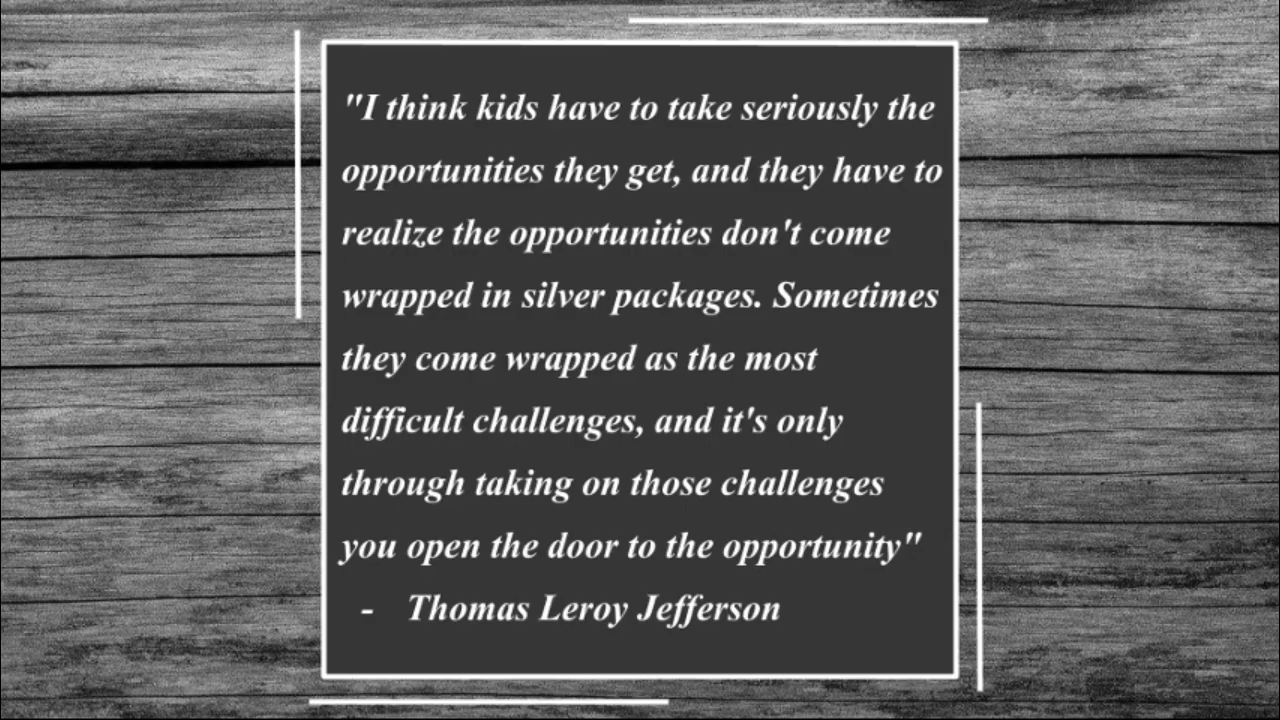 "I think kids have to take seriously the
opportunities they get, and they have to
realize the opportunities don't come
wrapped in silver packages. Sometimes
they come wrapped as the most
difficult challenges, and it's only
through taking on those challenges
you open the door to the opportunity"
- Thomas Leroy Jefferson